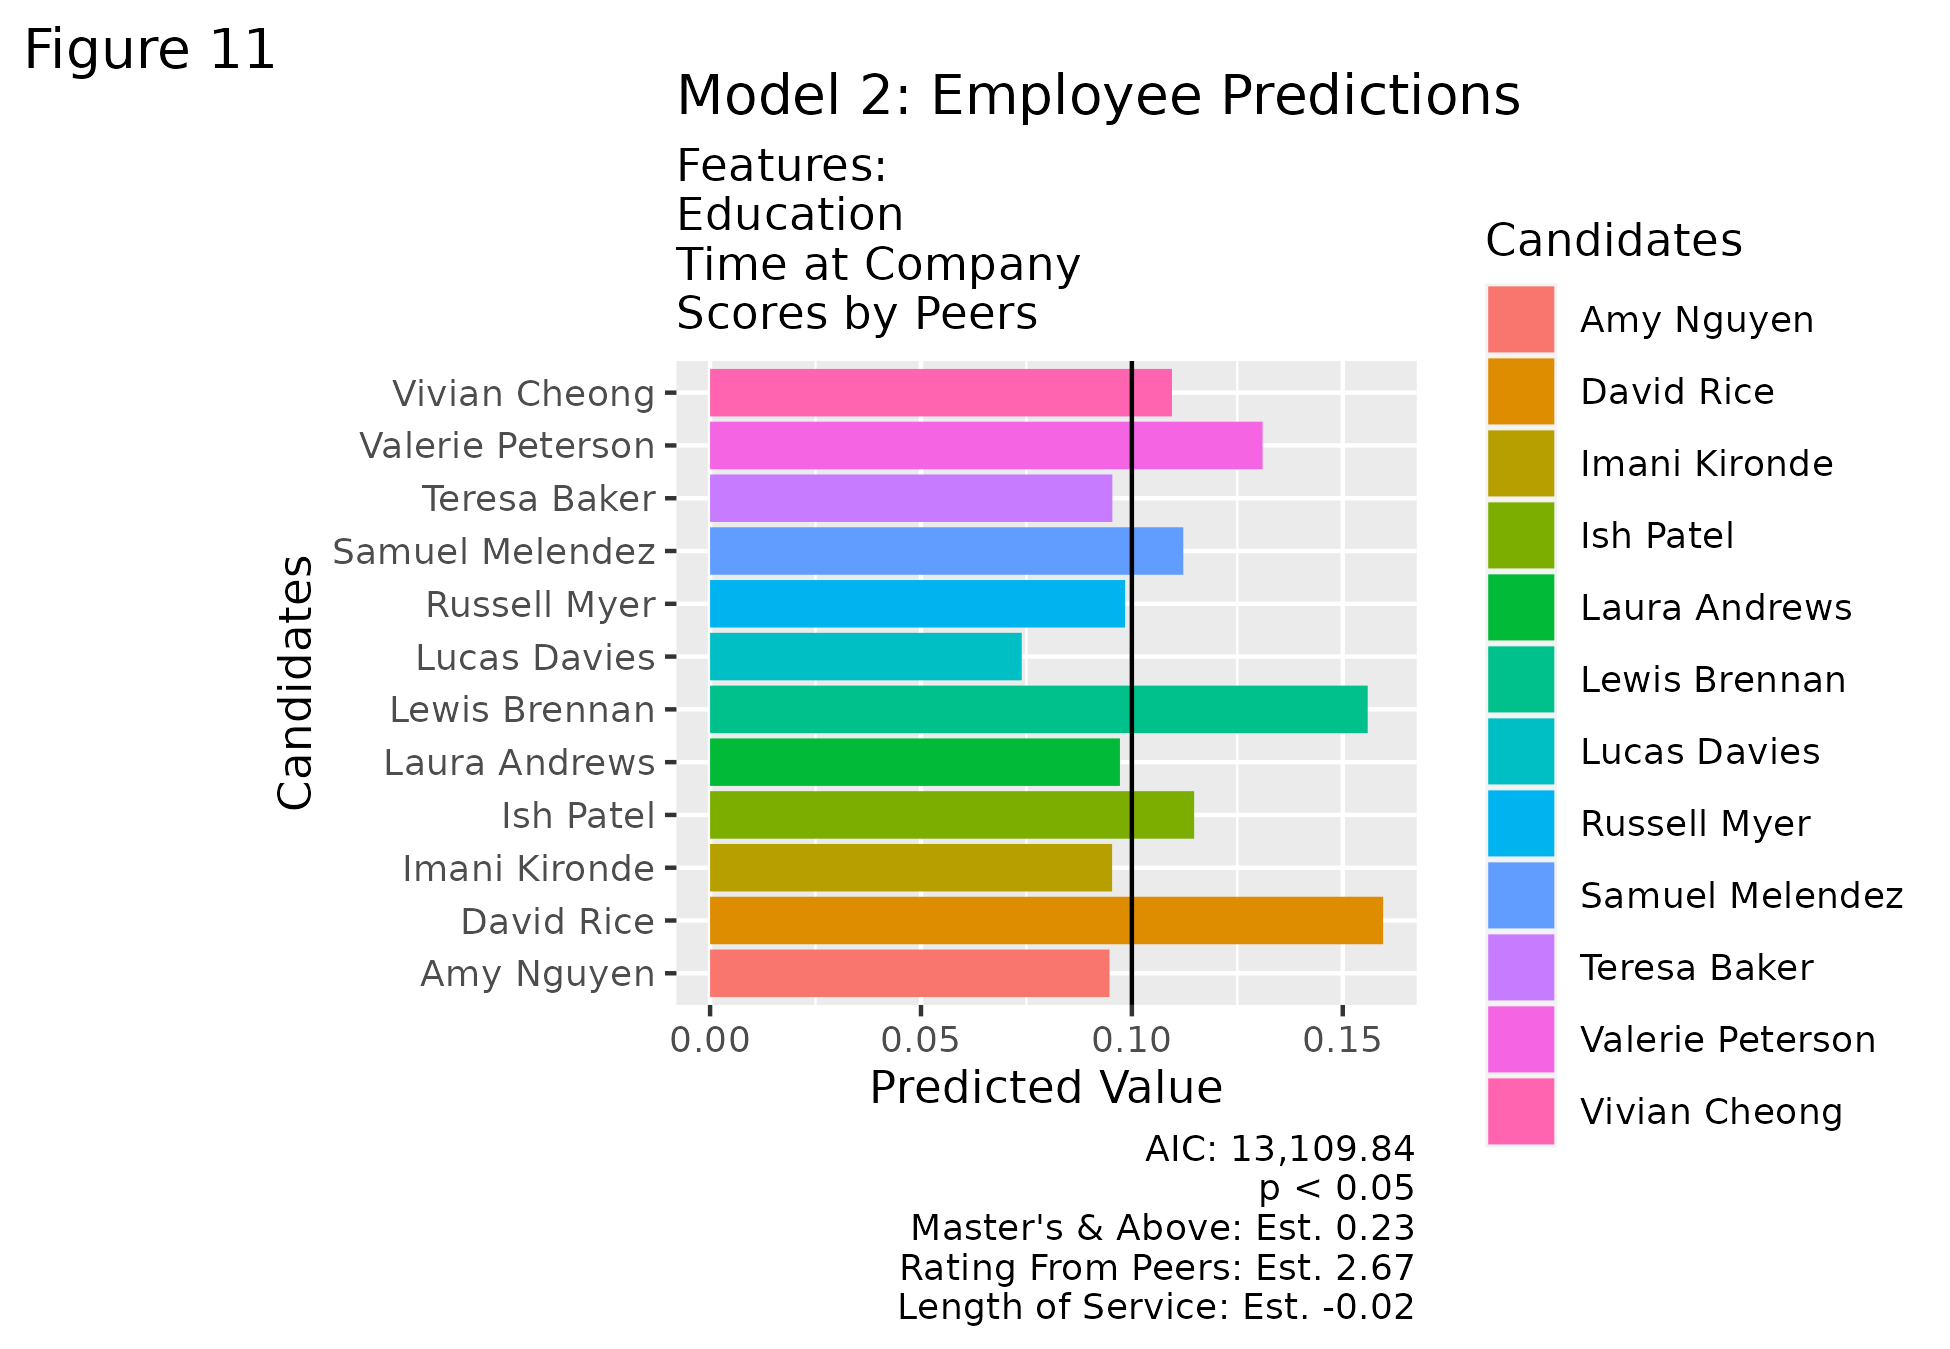 Figure 11
Model 2: Employee Predictions
Features:
Education
Time at Company
Scores by Peers
Candidates
Vivian Cheong
Valerie Peterson
Teresa Baker
Samuel Melendez
Russell Myer
Lucas Davies
Lewis Brennan
Laura Andrews
Ish Patel
Imani Kironde
David Rice
Amy Nguyen
0.00 0.05 0.10 0.15
Predicted Value
Candidates
Amy Nguyen
David Rice
Imani Kironde
Ish Patel
Laura Andrews
Lewis Brennan
Lucas Davies
Russell Myer
Samuel Melendez
Teresa Baker
Valerie Peterson
Vivian Cheong
AIC: 13,109.84
p < 0.05
Master's & Above: Est. 0.23
Rating From Peers: Est. 2.67
Length of Service: Est. -0.02